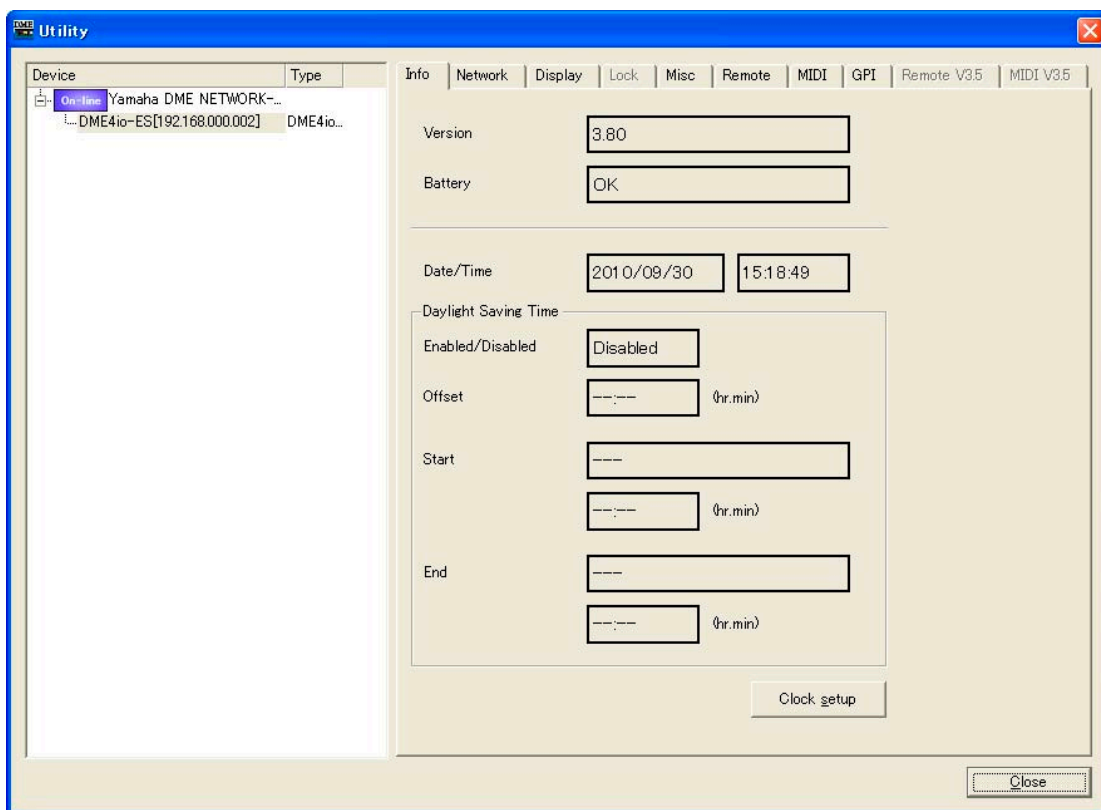 DME Utility
Device Type
On-line Yamaha DME NETWORK-...
DME4io-ES[192.168.000.002] DME4io...
Info Network Display Lock Misc Remote MIDI GPI Remote V3.5 MIDI V3.5
Version 3.80
Battery OK
Date/Time 2010/09/30 15:18:49
Daylight Saving Time
Enabled/Disabled Disabled
Offset --:-- (hr.min)
Start ---
--:-- (hr.min)
End ---
--:-- (hr.min)
Clock setup
Close